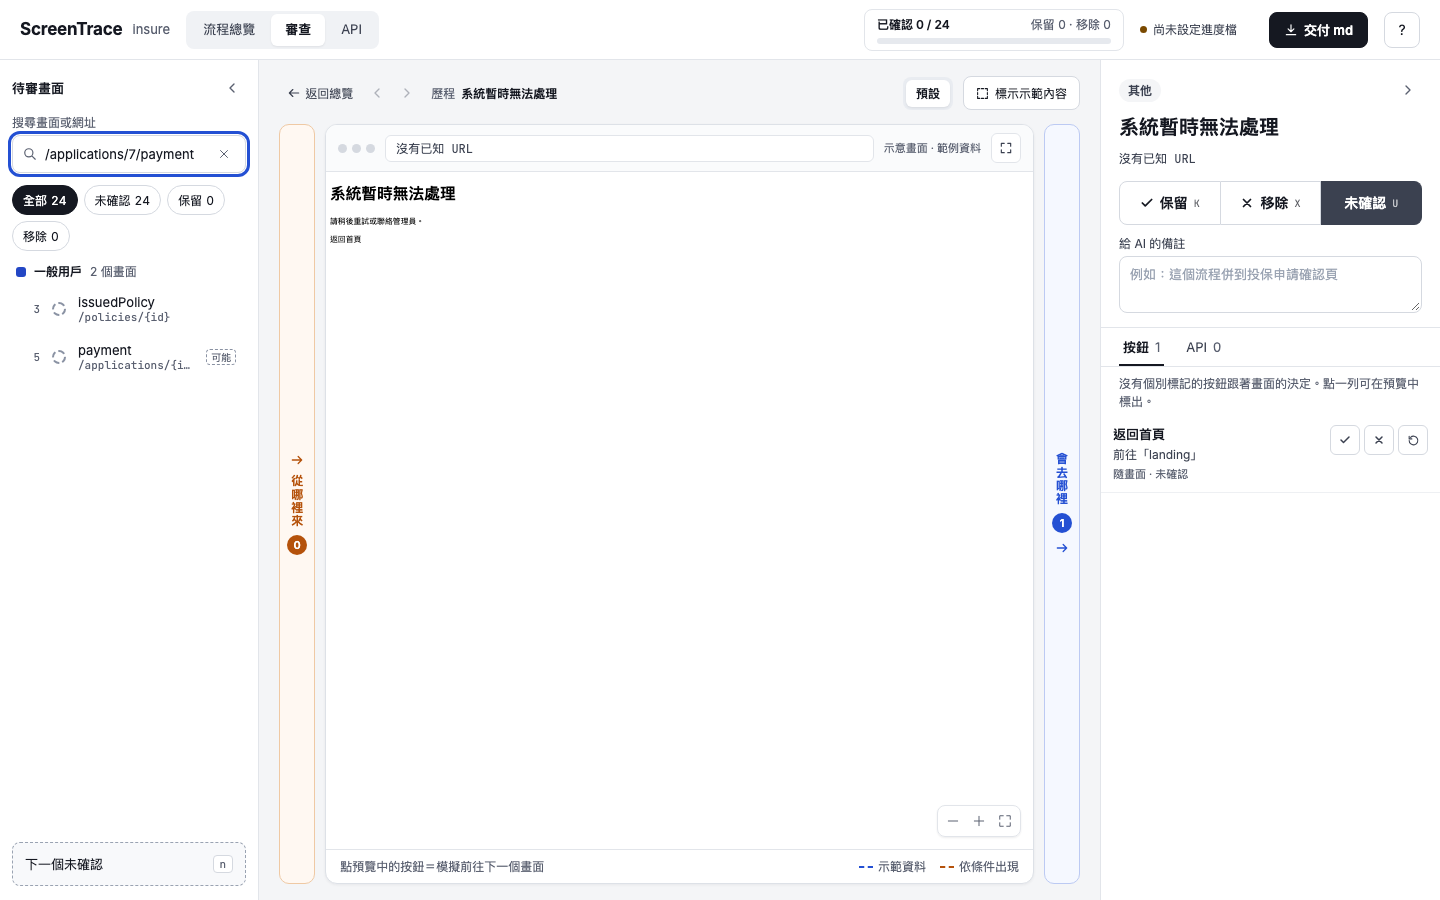 ScreenTrace insure 流程總覽 審查 API
已確認 0 / 24 保留 0 · 移除 0
尚未設定進度檔
交付 md
?
待審畫面
搜尋畫面或網址
/applications/7/payment
全部 24 未確認 24 保留 0
移除 0
一般用戶 2 個畫面
3 issuedPolicy
/policies/{id}
5 payment 可能
/applications/{i…
下一個未確認 n
返回總覽 歷程 系統暫時無法處理
預設 標示示範內容
從哪裡來 0
沒有已知 URL 示意畫面 · 範例資料
系統暫時無法處理
請稍後重試或聯絡管理員。
返回首頁
點預覽中的按鈕＝模擬前往下一個畫面 示範資料 依條件出現
會去哪裡 1
其他
系統暫時無法處理
沒有已知 URL
保留 K 移除 X 未確認 U
給 AI 的備註
例如：這個流程併到投保申請確認頁
按鈕 1 API 0
沒有個別標記的按鈕跟著畫面的決定。點一列可在預覽中
標出。
返回首頁
前往「landing」
隨畫面 · 未確認